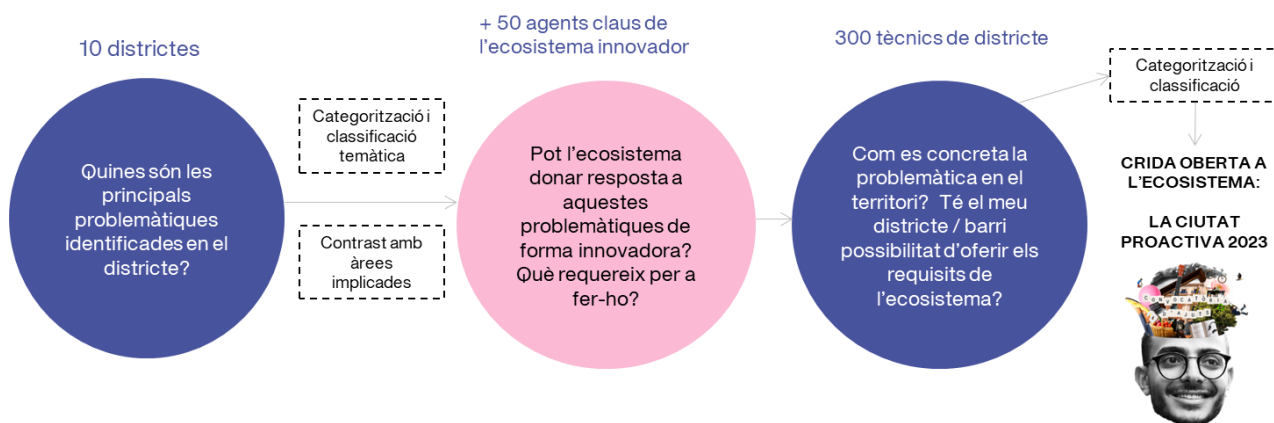 10 districtes
Quines són les
principals
problemàtiques
identificades en el
districte?
Categorització i
classificació
temàtica
Contrast amb
àrees
implicades
+ 50 agents claus de
l’ecosistema innovador
Pot l’ecosistema
donar resposta a
aquestes
problemàtiques de
forma innovadora?
Què requereix per a
fer-ho?
300 tècnics de districte
Com es concreta la
problemàtica en el
territori? Té el meu
districte / barri
possibilitat d’oferir els
requisits de
l’ecosistema?
Categorització i
classificació
CRIDA OBERTA A
L’ECOSISTEMA:
LA CIUTAT
PROACTIVA 2023
CONVOCATÒRIA
D'AJUTS